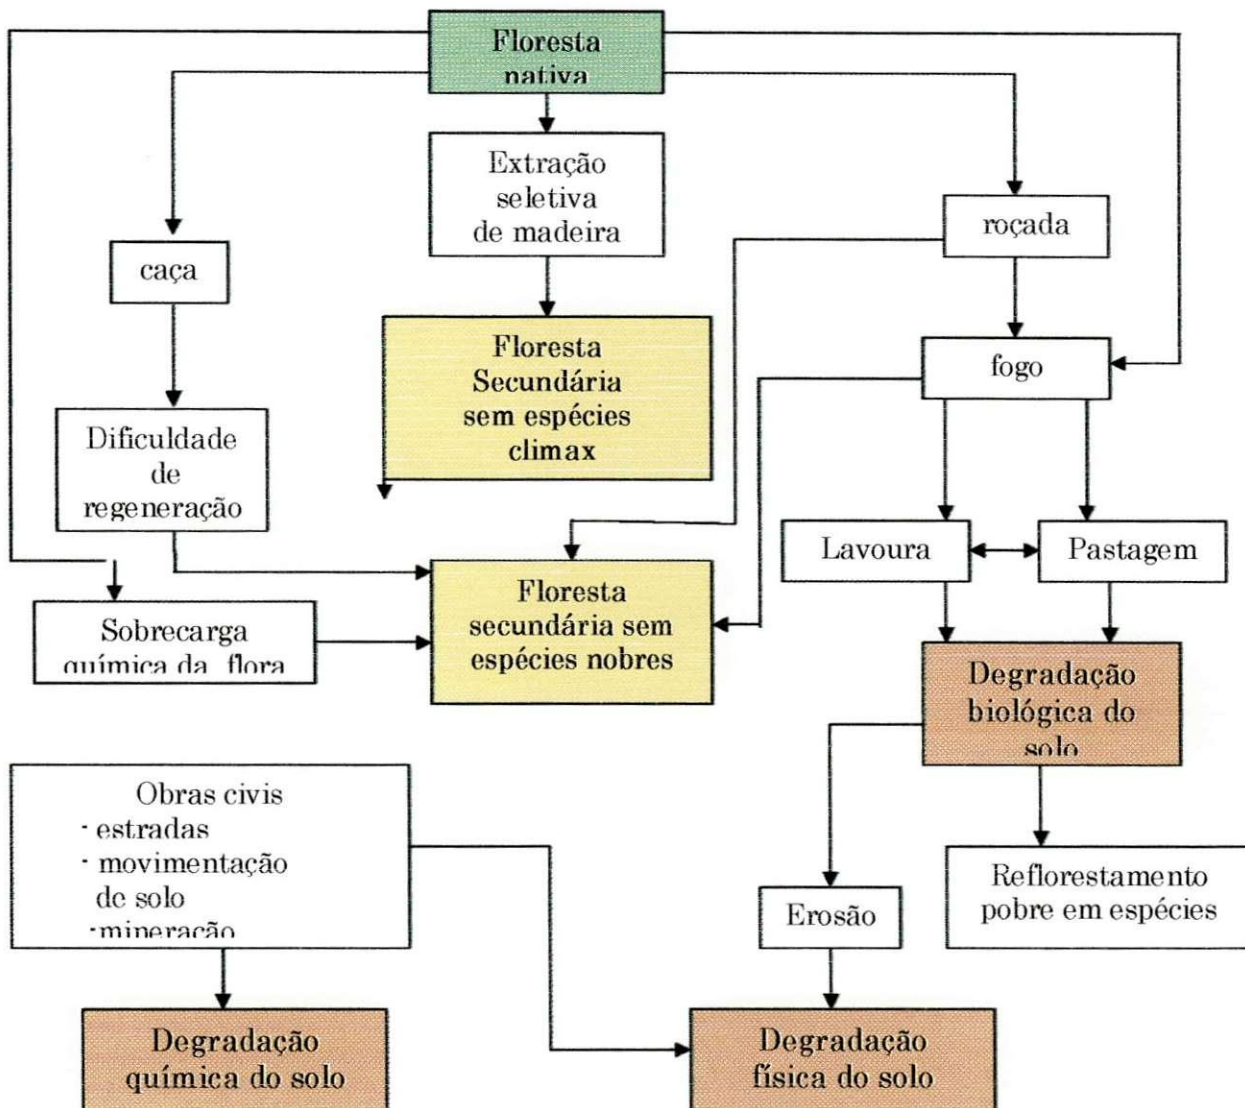 Floresta
nativa
Extração
seletiva
de madeira
roçada
caça
Floresta
Secundária
sem espécies
climax
fogo
Dificuldade
de
regeneração
Lavoura
Pastagem
Floresta
secundária sem
espécies nobres
Sobrecarga
química da flora
Degradação
biológica do
solo
Obras civis
- estradas
- movimentação
de solo
-mineração
Erosão
Reflorestamento
pobre em espécies
Degradação
química do solo
Degradação
física do solo